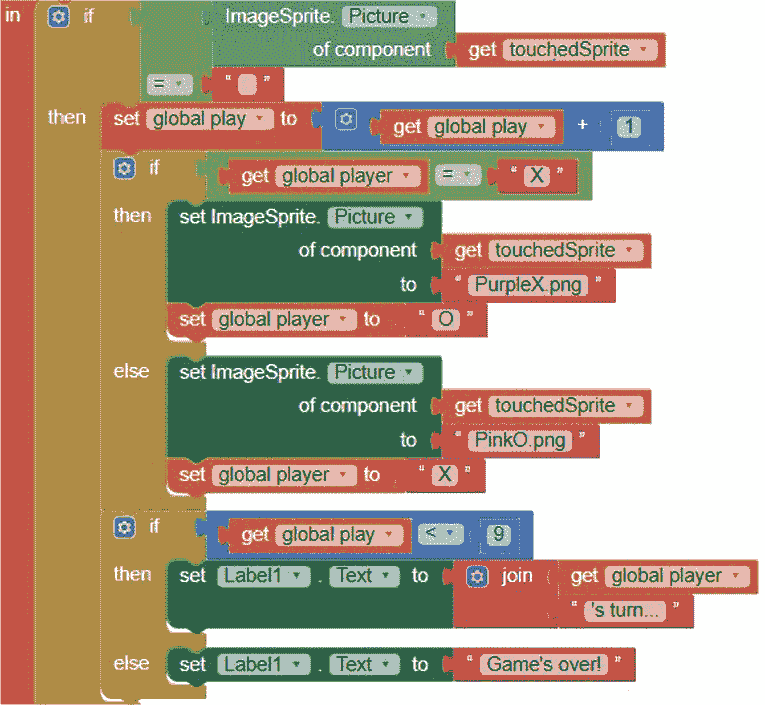 in if ImageSprite. Picture
of component get touchedSprite
= “ ”
then set global play to get global play + 1
if get global player = “ X ”
then set ImageSprite. Picture
of component get touchedSprite
to “ PurpleX.png ”
set global player to “ O ”
else set ImageSprite. Picture
of component get touchedSprite
to “ PinkO.png ”
set global player to “ X ”
if get global play < 9
then set Label1 . Text to join get global player
“ 's turn... ”
else set Label1 . Text to “ Game's over! ”